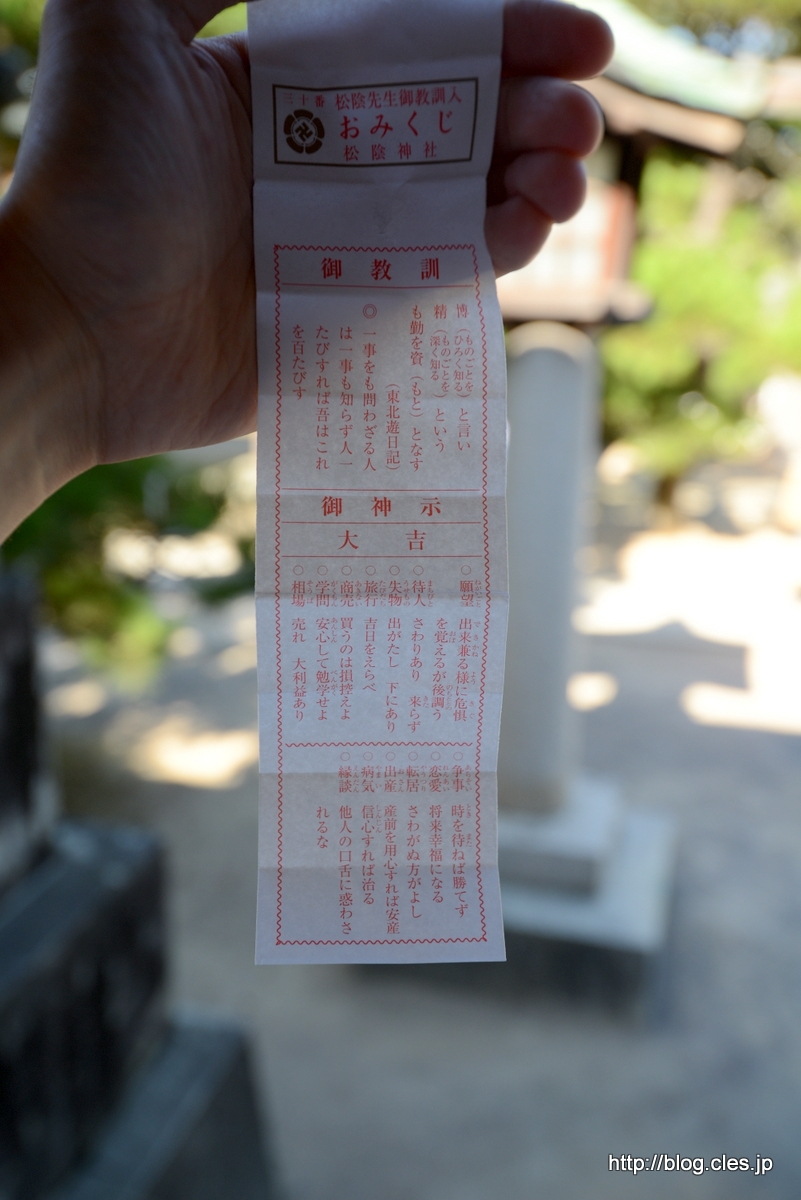 三十番 松陰先生御教訓入
おみくじ
松陰神社
御教訓
博（ものごとをひろく知る）と言い
精（ものごとを深く知る）という
も勤を資（もと）となす
（東北遊日記）
◎一事をも問わざる人
は一事も知らず人一
たびすれば吾はこれ
を百たびす
御神示
大吉
○願望 出来兼る様に危惧
を覚えるが後調う
○待人 さわりあり 来らず
○失物 出がたし 下にあり
○旅行 吉日をえらべ
○商売 買うのは損控えよ
○学問 安心して勉学せよ
○相場 売れ 大利益あり
○争事 時を待ねば勝てず
○恋愛 将来幸福になる
○転居 さわがぬ方がよし
○出産 産前を用心すれば安産
○病気 信心すれば治る
○縁談 他人の口舌に惑わさ
れるな
http://blog.cles.jp